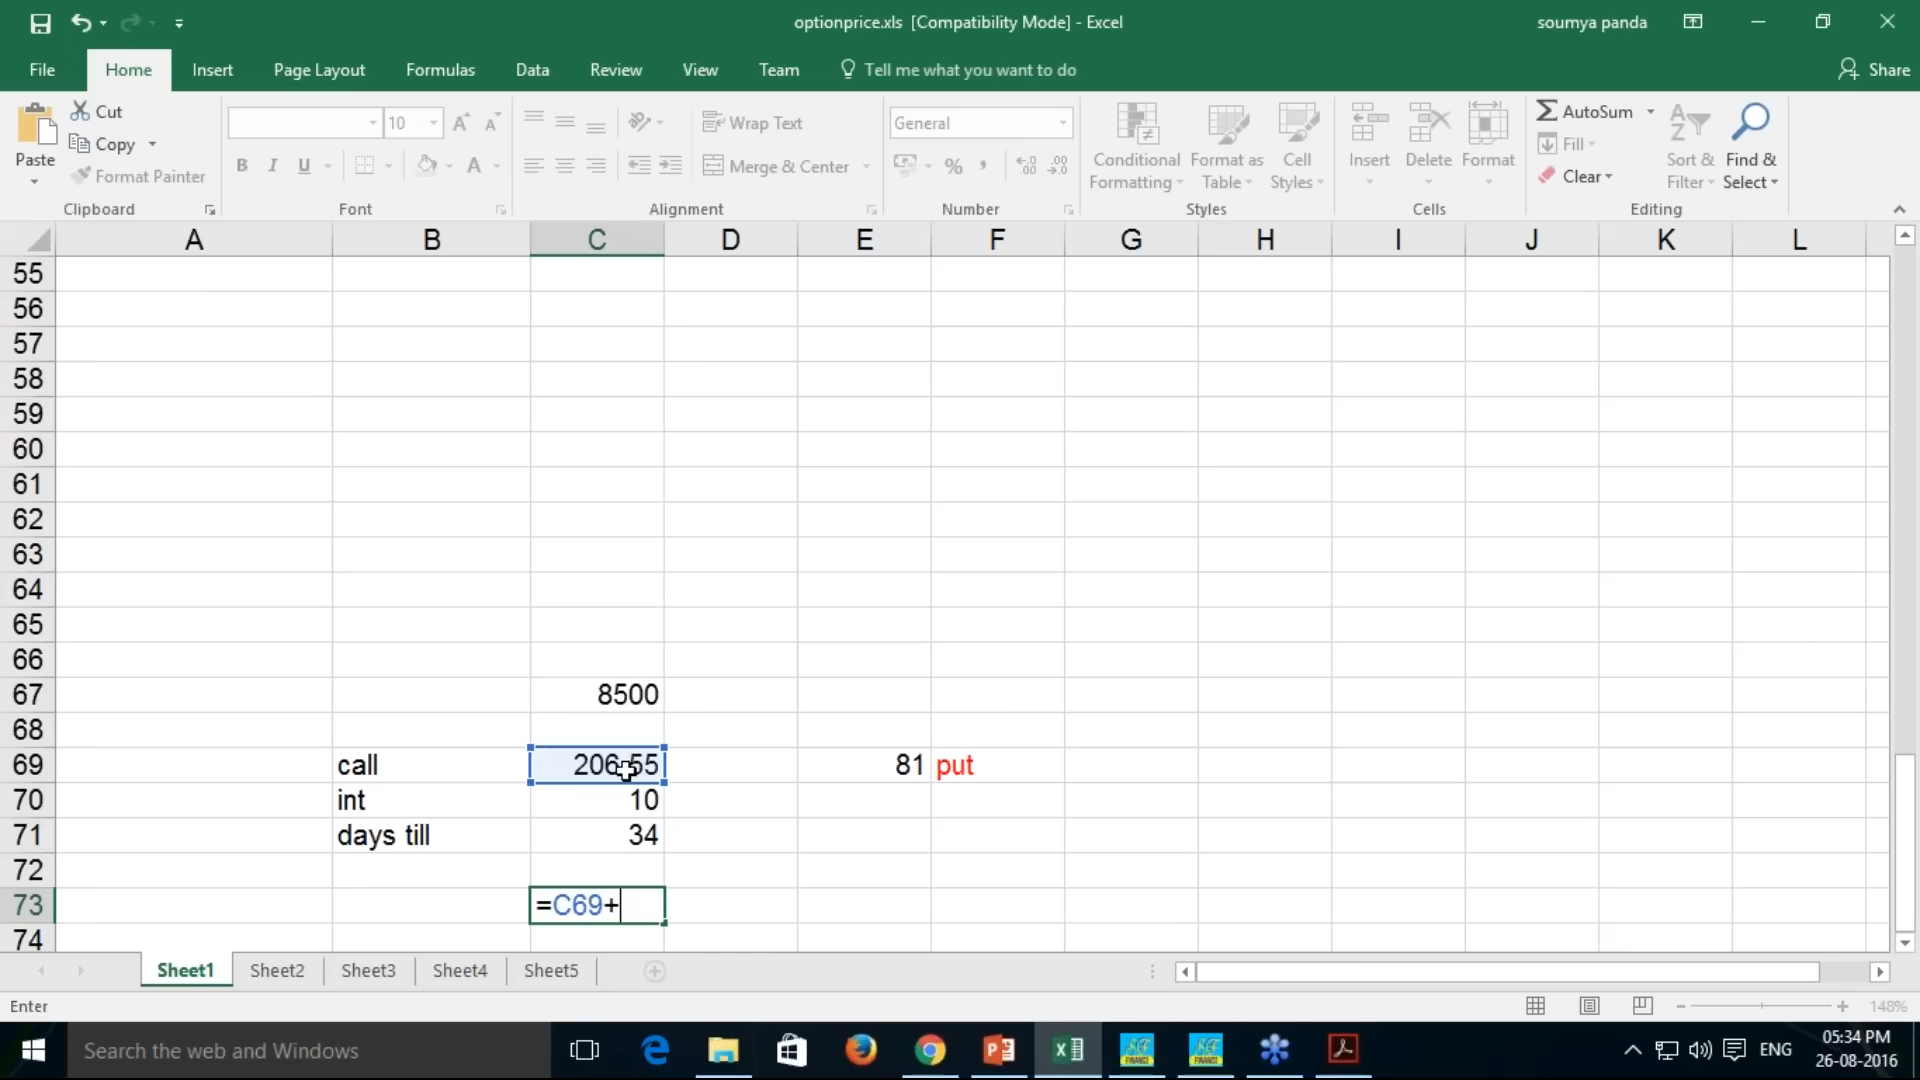 optionprice.xls [Compatibility Mode] - Excel
soumya panda
File Home Insert Page Layout Formulas Data Review View Team Tell me what you want to do Share
Paste
Cut
Copy
Format Painter
Clipboard
10
B I U A
Font
Wrap Text
Merge & Center
Alignment
General
%
Number
Conditional Formatting
Format as Table
Cell Styles
Styles
Insert Delete Format
Cells
AutoSum
Fill
Clear
Sort & Filter
Find & Select
Editing
A B C D E F G H I J K L
55
56
57
58
59
60
61
62
63
64
65
66
67 8500
68
69 call 206.55 81 put
70 int 10
71 days till 34
72
73 =C69+
74
Sheet1 Sheet2 Sheet3 Sheet4 Sheet5
Enter
148%
Search the web and Windows
ENG
05:34 PM
26-08-2016